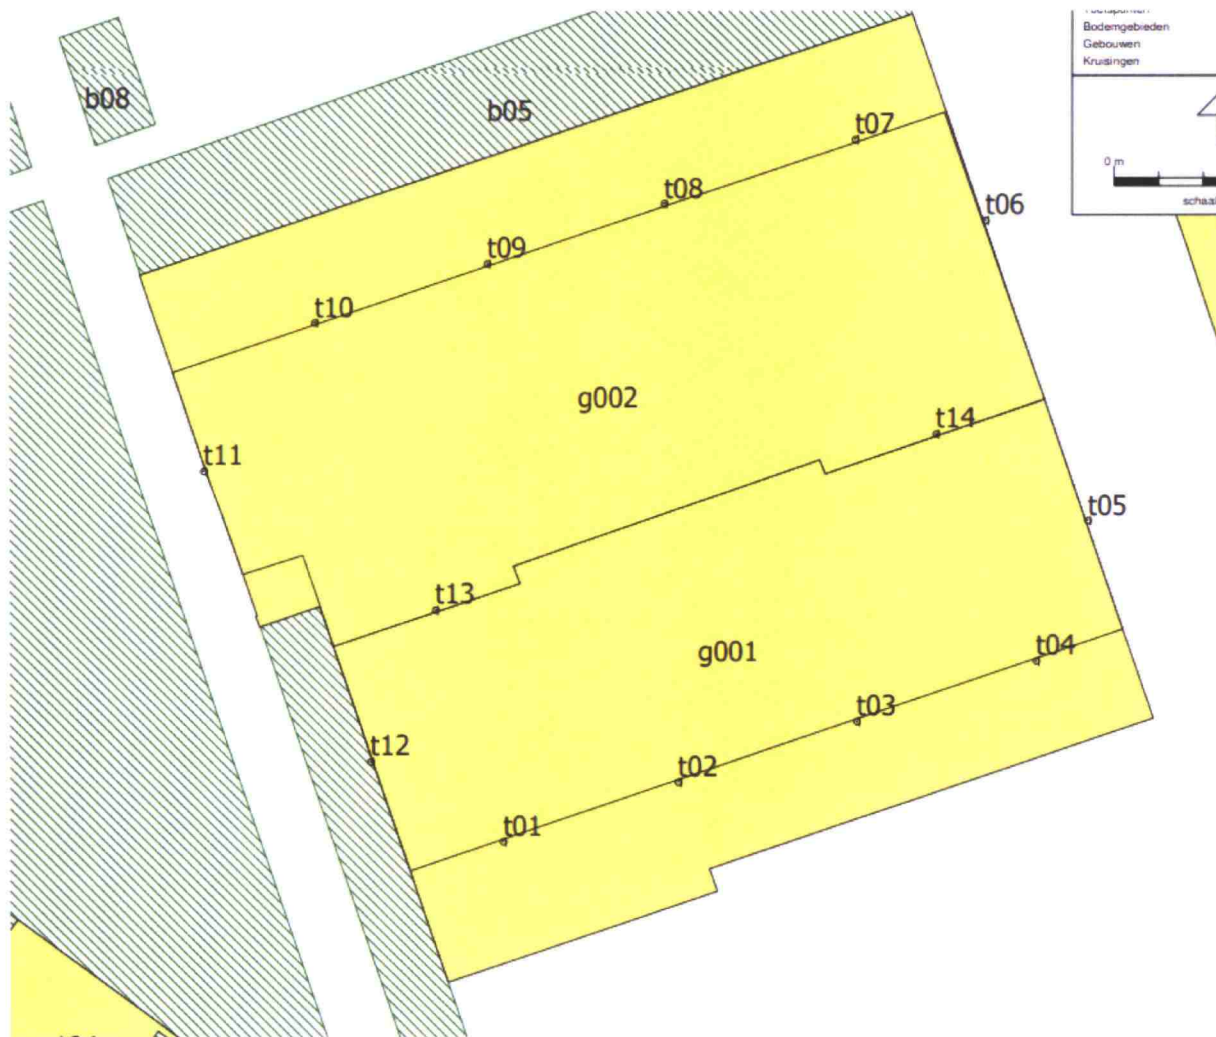 Bodemgebieden
Gebouwen
Kruisingen
0 m
schaal
b08
b05
t07
t08
t06
t09
t10
g002
t14
t11
t05
t13
g001
t04
t03
t12
t02
t01